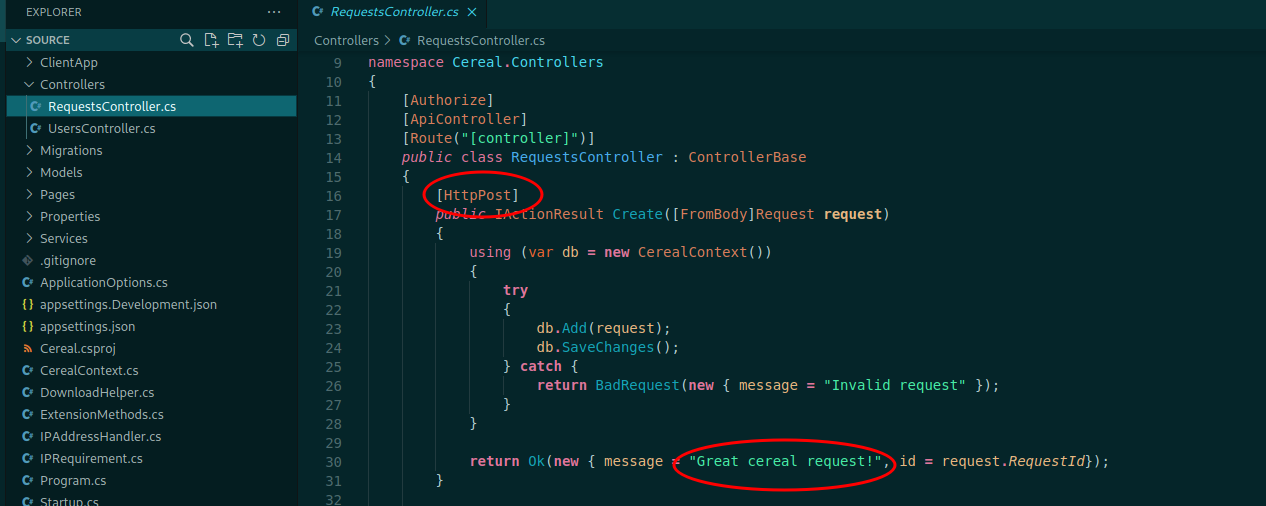 EXPLORER
SOURCE
ClientApp
Controllers
RequestsController.cs
UsersController.cs
Migrations
Models
Pages
Properties
Services
.gitignore
ApplicationOptions.cs
appsettings.Development.json
appsettings.json
Cereal.csproj
CerealContext.cs
DownloadHelper.cs
ExtensionMethods.cs
IPAddressHandler.cs
IPRequirement.cs
Program.cs
Startup.cs
RequestsController.cs
Controllers > RequestsController.cs
9 namespace Cereal.Controllers
10 {
11 [Authorize]
12 [ApiController]
13 [Route("[controller]")]
14 public class RequestsController : ControllerBase
15 {
16 [HttpPost]
17 public IActionResult Create([FromBody]Request request)
18 {
19 using (var db = new CerealContext())
20 {
21 try
22 {
23 db.Add(request);
24 db.SaveChanges();
25 } catch {
26 return BadRequest(new { message = "Invalid request" });
27 }
28 }
29
30 return Ok(new { message = "Great cereal request!", id = request.RequestId});
31 }
32